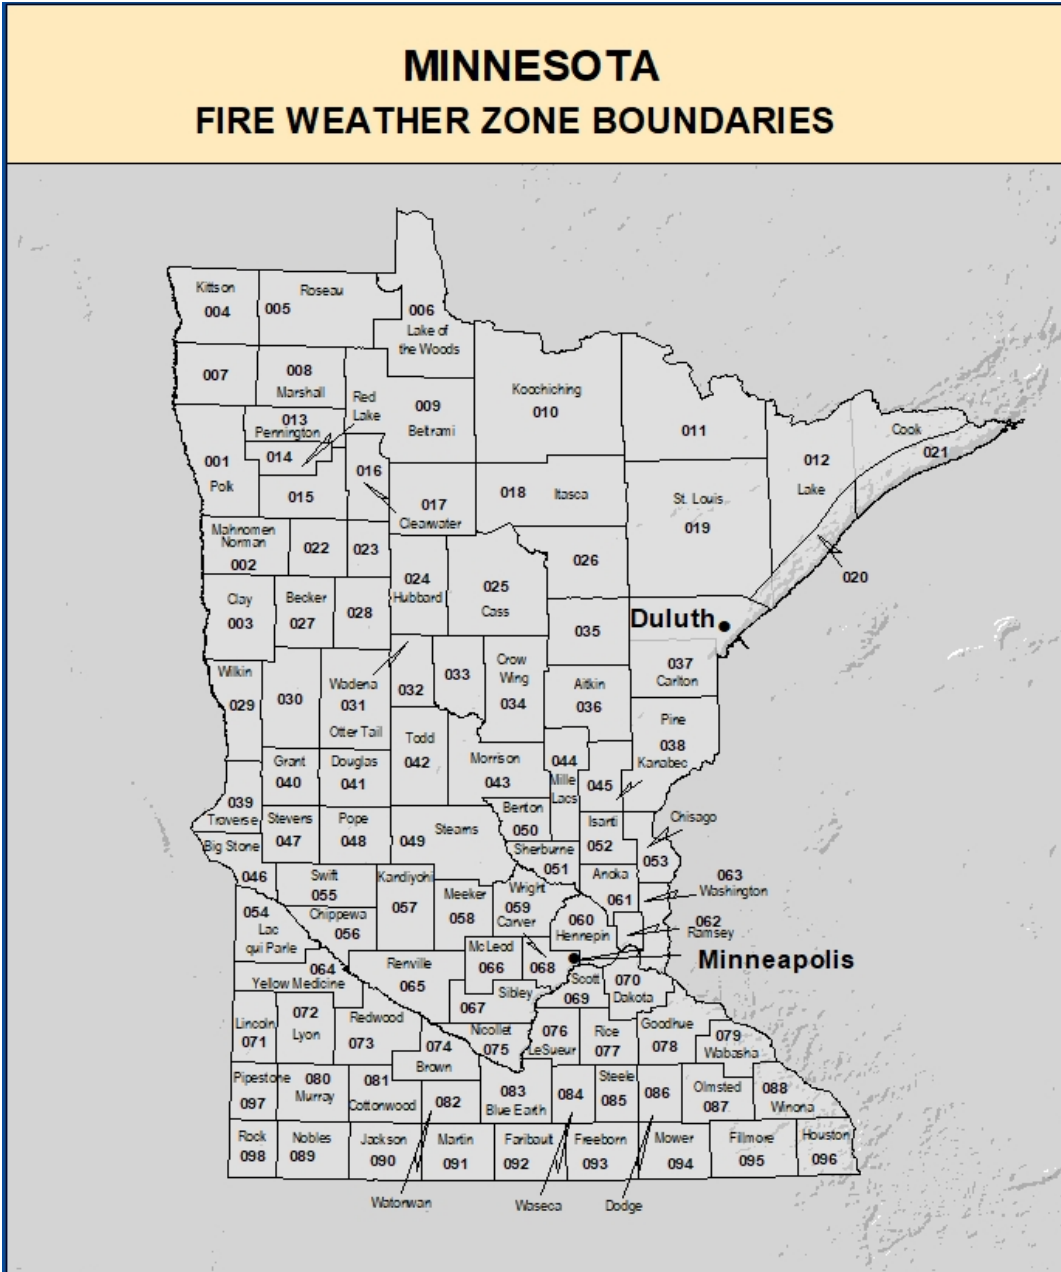 MINNESOTA
FIRE WEATHER ZONE BOUNDARIES
Kittson
004
005
Roseau
006
Lake of
the Woods
007
008
Marshall
Red
Lake
009
Beltrami
Koochiching
010
011
012
Lake
Cook
021
020
013
Pennington
014
001
Polk
015
016
017
Clearwater
018
Itasca
St. Louis
019
Mahnomen
Norman
002
022
023
024
Hubbard
025
Cass
026
Clay
003
Becker
027
028
035
Duluth
037
Carlton
Wilkin
029
030
Wadena
031
Otter Tail
032
033
Crow
Wing
034
Aitkin
036
Pine
038
Kanabec
Grant
040
Douglas
041
Todd
042
Morrison
043
044
Mille
Lacs
045
039
Traverse
Stevens
047
Pope
048
049
Stearns
Benton
050
Isanti
052
Chisago
053
Big Stone
046
Swift
055
Kandiyohi
057
Meeker
058
Sherburne
051
Wright
059
Carver
Anoka
061
063
Washington
062
Ramsey
060
Hennepin
Minneapolis
054
Lac
qui Parle
Chippewa
056
064
Yellow Medicine
Renville
065
McLeod
066
068
067
Sibley
Scott
069
070
Dakota
Lincoln
071
072
Lyon
Redwood
073
074
Brown
Nicollet
075
076
LeSueur
Rice
077
Goodhue
078
079
Wabasha
Pipestone
097
080
Murray
081
Cottonwood
082
083
Blue Earth
084
Steele
085
086
Olmsted
087
088
Winona
Rock
098
Nobles
089
Jackson
090
Martin
091
Faribault
092
Freeborn
093
Mower
094
Fillmore
095
Houston
096
Watonwan
Waseca
Dodge